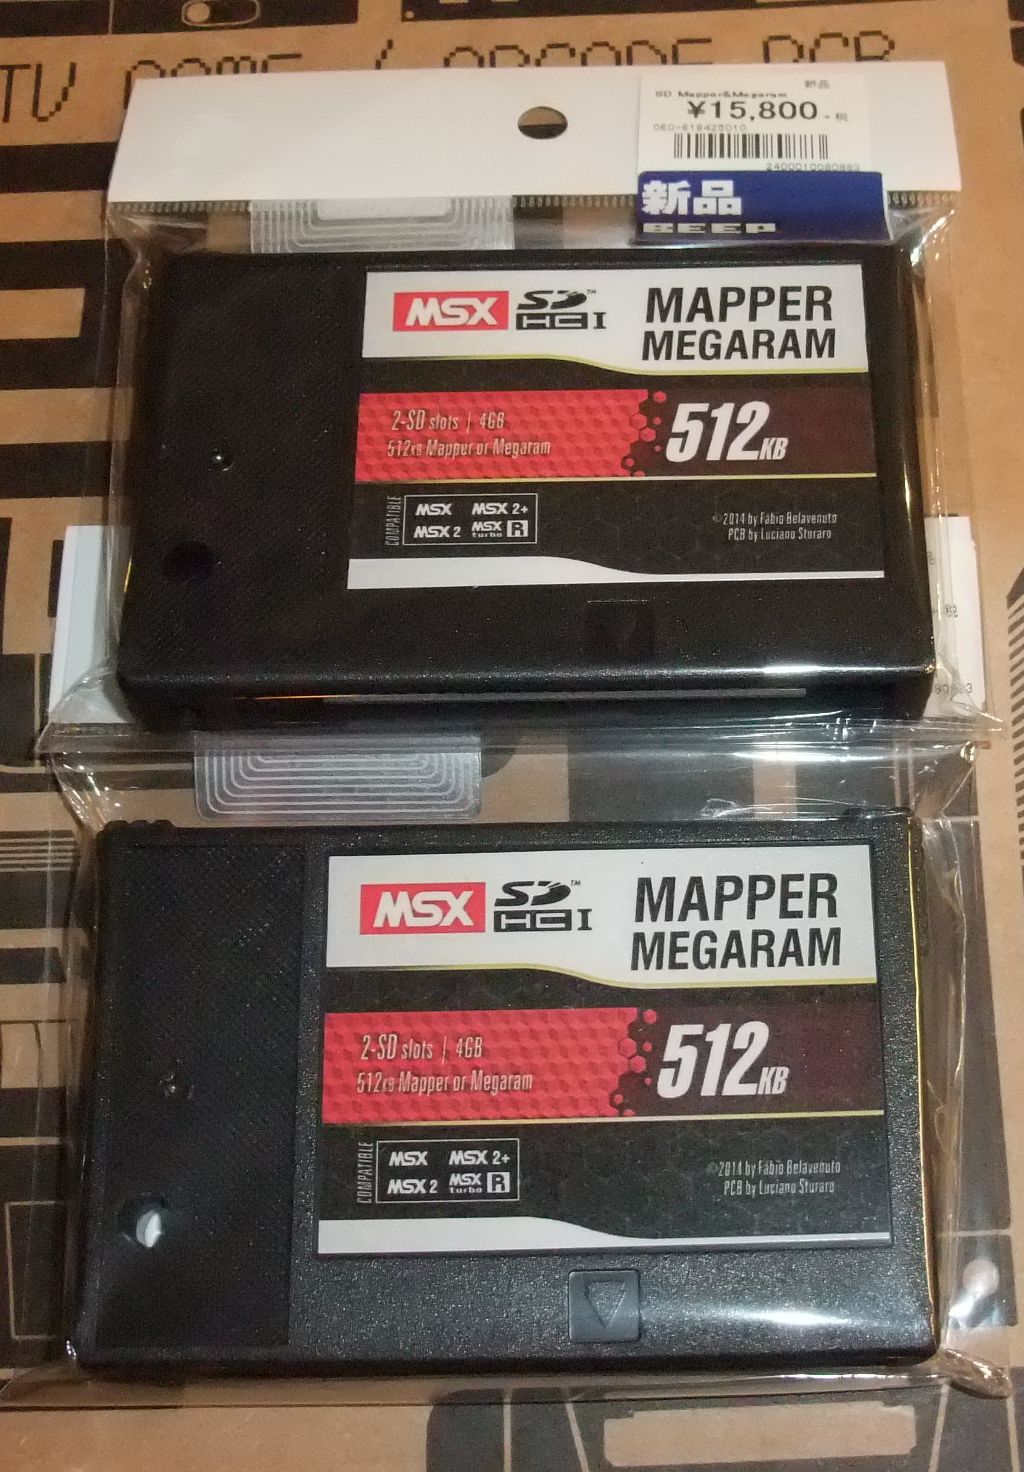 TV GAME / ARCADE PCB
新品
SD Mapper&Megaram
¥15,800 +税
060-619425010
2400010080883
新品
BEEP
MSX SD HC I MAPPER
MEGARAM
2-SD slots | 4GB
512KB Mapper or Megaram
512KB
COMPATIBLE
MSX MSX 2+
MSX 2 MSX turbo R
©2014 by Fábio Belavenuto
PCB by Luciano Sturaro
税
MSX SD HC I MAPPER
MEGARAM
2-SD slots | 4GB
512KB Mapper or Megaram
512KB
COMPATIBLE
MSX MSX 2+
MSX 2 MSX turbo R
©2014 by Fábio Belavenuto
PCB by Luciano Sturaro